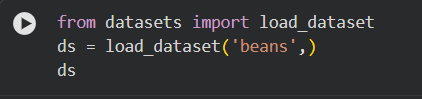 from datasets import load_dataset
ds = load_dataset('beans',)
ds